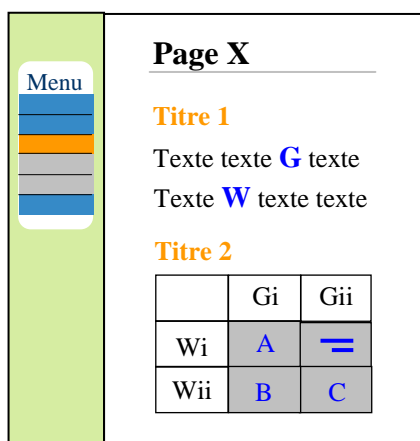 Menu
Page X
Titre 1
Texte texte G texte
Texte W texte texte
Titre 2
Gi Gii
Wi A
Wii B C